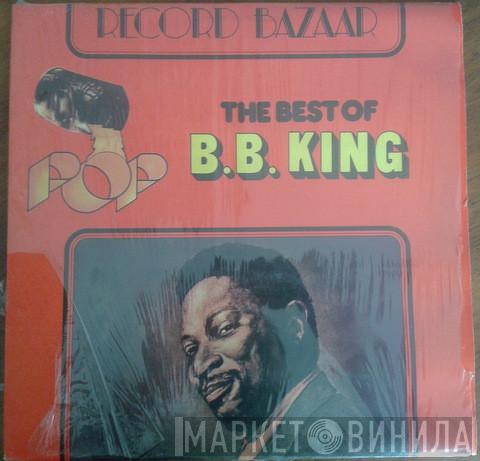 RECORD BAZAAR
THE BEST OF
B.B. KING
POP
МАРКЕТ ВИНИЛА